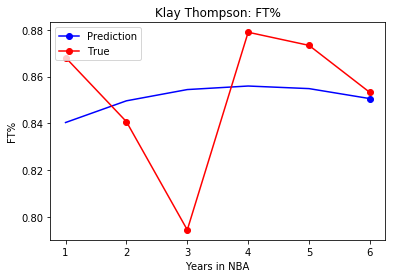 Klay Thompson: FT%
Prediction
True
FT%
0.88
0.86
0.84
0.82
0.80
1 2 3 4 5 6
Years in NBA